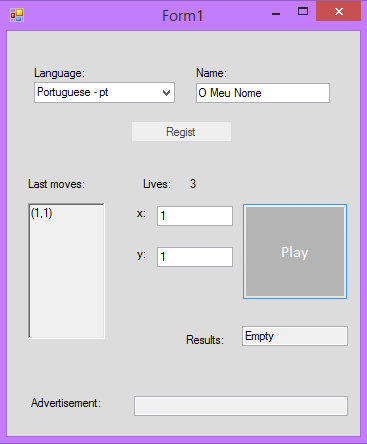 Form1
Language: Name:
Portuguese - pt O Meu Nome
Regist
Last moves: Lives: 3
(1,1) x: 1
y: 1
Play
Results: Empty
Advertisement: